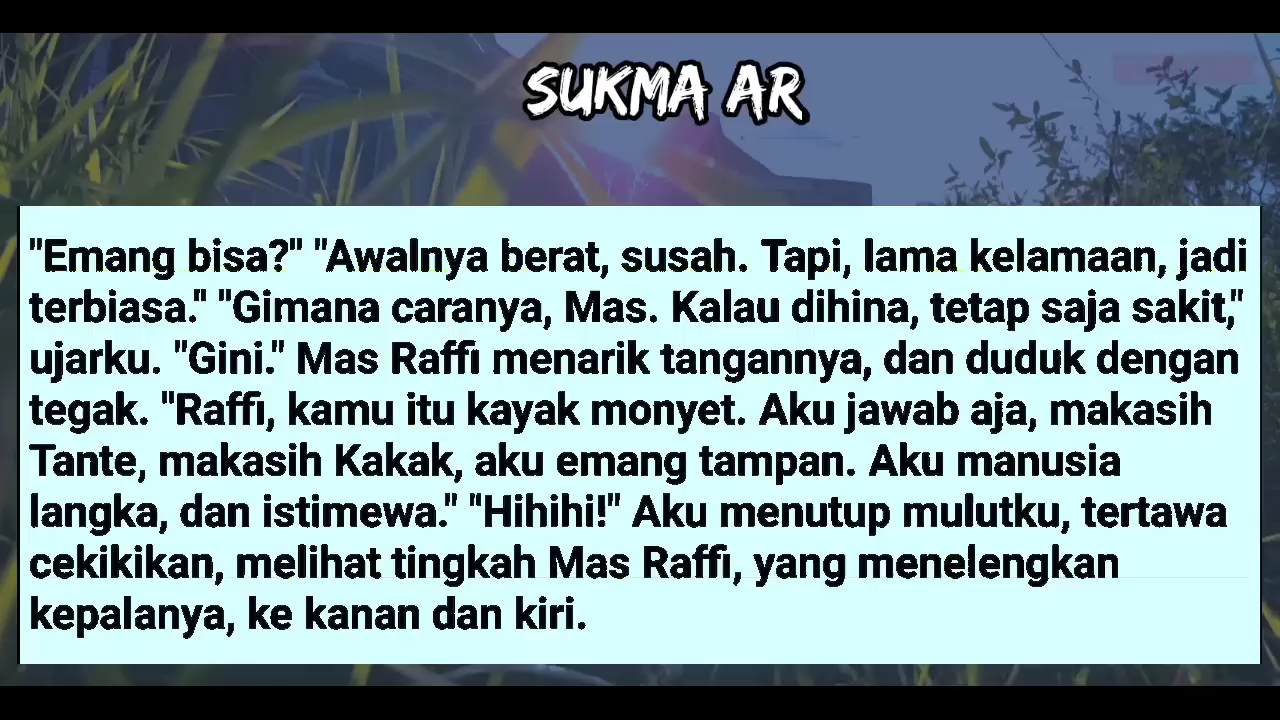 SUKMA AR
"Emang bisa?" "Awalnya berat, susah. Tapi, lama kelamaan, jadi
terbiasa." "Gimana caranya, Mas. Kalau dihina, tetap saja sakit,"
ujarku. "Gini." Mas Raffi menarik tangannya, dan duduk dengan
tegak. "Raffi, kamu itu kayak monyet. Aku jawab aja, makasih
Tante, makasih Kakak, aku emang tampan. Aku manusia
langka, dan istimewa." "Hihihi!" Aku menutup mulutku, tertawa
cekikikan, melihat tingkah Mas Raffi, yang menelengkan
kepalanya, ke kanan dan kiri.